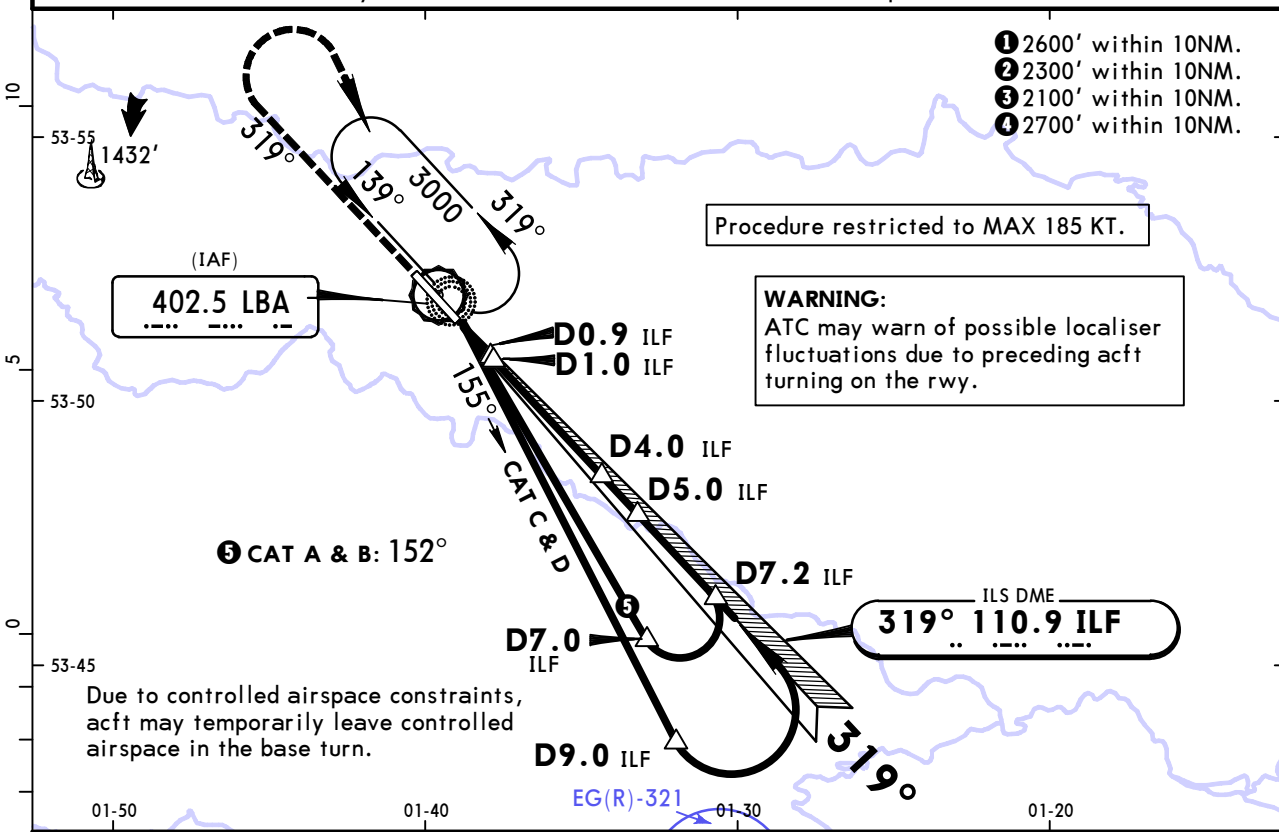 ❶2600' within 10NM.
❷2300' within 10NM.
❸2100' within 10NM.
❹2700' within 10NM.
10
53-55
1432'
319°
139°
3000
319°
Procedure restricted to MAX 185 KT.
(IAF)
402.5 LBA
WARNING:
ATC may warn of possible localiser
fluctuations due to preceding acft
turning on the rwy.
D0.9 ILF
D1.0 ILF
5
53-50
155°
CAT C & D
D4.0 ILF
D5.0 ILF
❺CAT A & B: 152°
D7.2 ILF
❺
ILS DME
319° 110.9 ILF
0
D7.0
ILF
53-45
Due to controlled airspace constraints,
acft may temporarily leave controlled
airspace in the base turn.
D9.0 ILF
319°
EG(R)-321
01-50
01-40
01-30
01-20